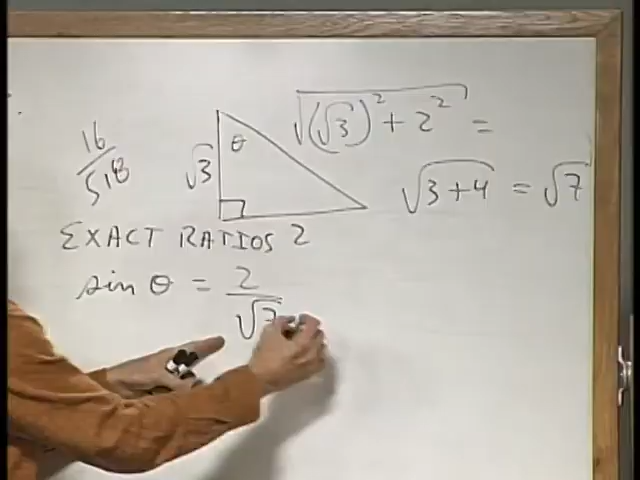 16/518
θ
√3
√((√3)² + 2²) =
√(3+4) = √7
EXACT RATIOS 2
sin θ = 2/√7